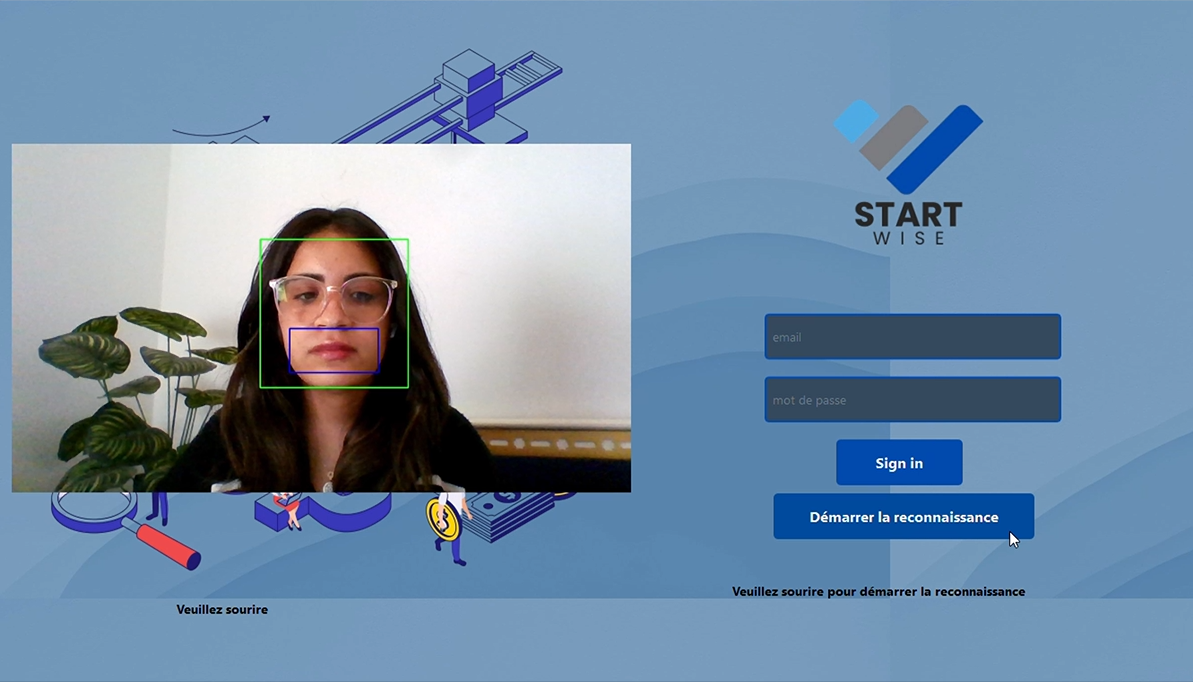 START
WISE
email
mot de passe
Sign in
Démarrer la reconnaissance
Veuillez sourire pour démarrer la reconnaissance
Veuillez sourire